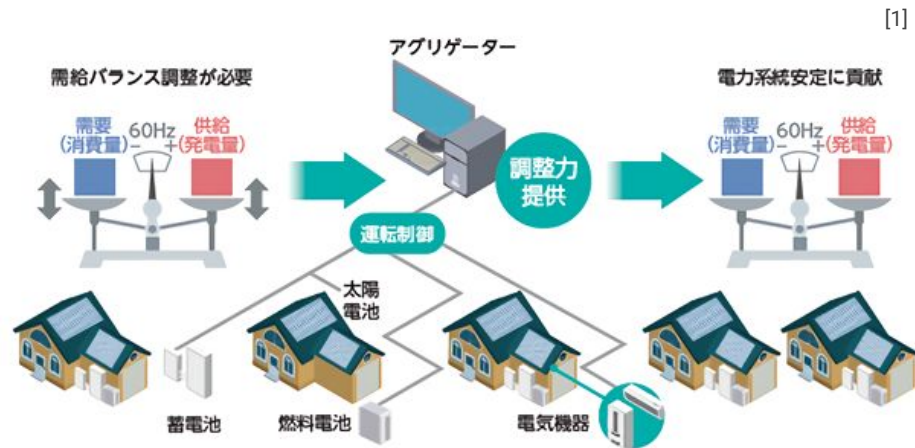 [1]
アグリゲーター
需給バランス調整が必要
電力系統安定に貢献
需要
(消費量)
60Hz
− +
供給
(発電量)
調整力
提供
需要
(消費量)
60Hz
− +
供給
(発電量)
運転制御
太陽
電池
蓄電池
燃料電池
電気機器